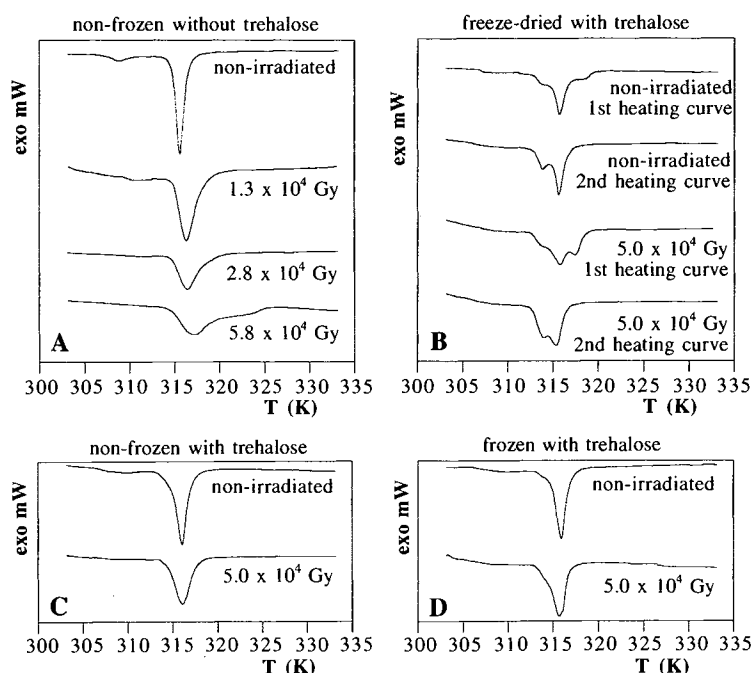 non-frozen without trehalose
exo mW
non-irradiated
1.3 x 10⁴ Gy
2.8 x 10⁴ Gy
5.8 x 10⁴ Gy
A
300 305 310 315 320 325 330 335
T (K)
freeze-dried with trehalose
exo mW
non-irradiated
1st heating curve
non-irradiated
2nd heating curve
5.0 x 10⁴ Gy
1st heating curve
5.0 x 10⁴ Gy
2nd heating curve
B
300 305 310 315 320 325 330 335
T (K)
non-frozen with trehalose
exo mW
non-irradiated
5.0 x 10⁴ Gy
C
300 305 310 315 320 325 330 335
T (K)
frozen with trehalose
exo mW
non-irradiated
5.0 x 10⁴ Gy
D
300 305 310 315 320 325 330 335
T (K)